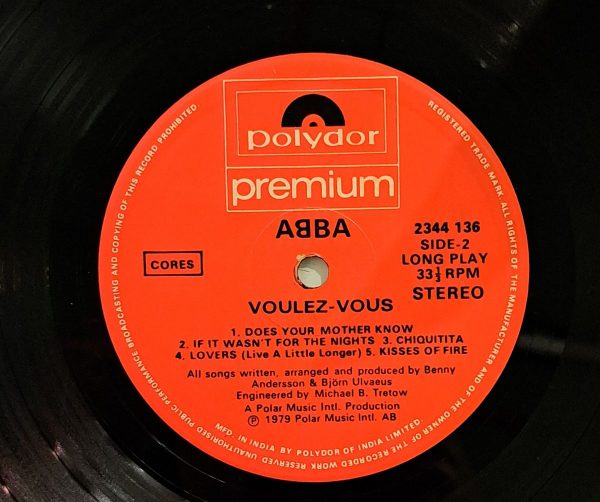 polydor
premium
AᗺBA
2344 136
SIDE-2
LONG PLAY
33⅓ RPM
STEREO
CORES
VOULEZ-VOUS
1. DOES YOUR MOTHER KNOW
2. IF IT WASN'T FOR THE NIGHTS 3. CHIQUITITA
4. LOVERS (Live A Little Longer) 5. KISSES OF FIRE
All songs written, arranged and produced by Benny
Andersson & Björn Ulvaeus
Engineered by Michael B. Tretow
A Polar Music Intl. Production
℗ 1979 Polar Music Intl. AB
REGISTERED TRADE MARK. ALL RIGHTS OF THE MANUFACTURER AND OF THE OWNER OF THE RECORDED WORK RESERVED. UNAUTHORISED PUBLIC PERFORMANCE BROADCASTING AND COPYING OF THIS RECORD PROHIBITED
MFD. IN INDIA BY POLYDOR OF INDIA LIMITED.